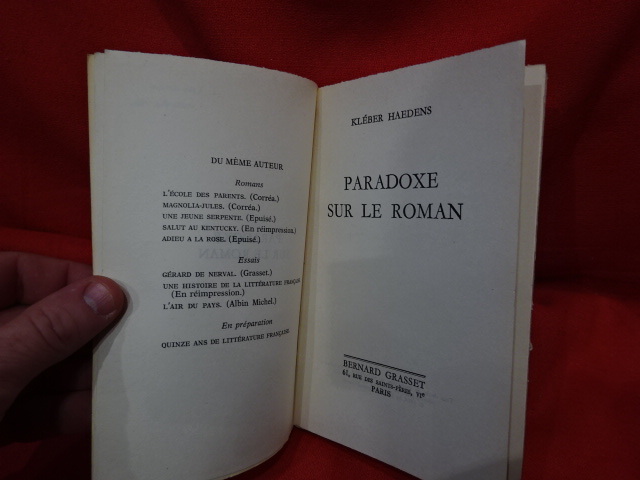 DU MÊME AUTEUR
Romans
L'ÉCOLE DES PARENTS. (Corrêa.)
MAGNOLIA-JULES. (Corrêa.)
UNE JEUNE SERPENTE. (Epuisé.)
SALUT AU KENTUCKY. (En réimpression.)
ADIEU A LA ROSE. (Epuisé.)
Essais
GÉRARD DE NERVAL. (Grasset.)
UNE HISTOIRE DE LA LITTÉRATURE FRANÇAISE
(En réimpression.)
L'AIR DU PAYS. (Albin Michel.)
En préparation
QUINZE ANS DE LITTÉRATURE FRANÇAISE
KLÉBER HAEDENS
PARADOXE
SUR LE ROMAN
BERNARD GRASSET
61, RUE DES SAINTS-PÈRES, VIᵉ
PARIS